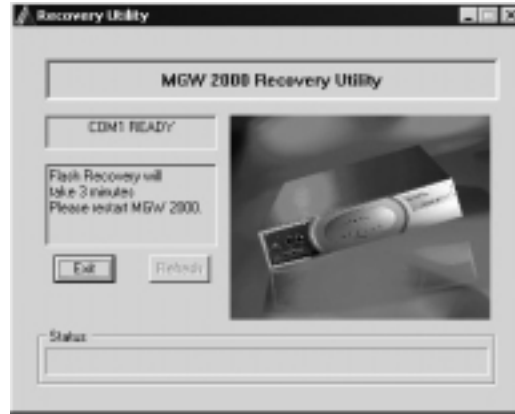 Recovery Utility
MGW 2000 Recovery Utility
COM1 READY
Flash Recovery will
take 3 minutes
Please restart MGW 2000.
Exit
Refresh
Status